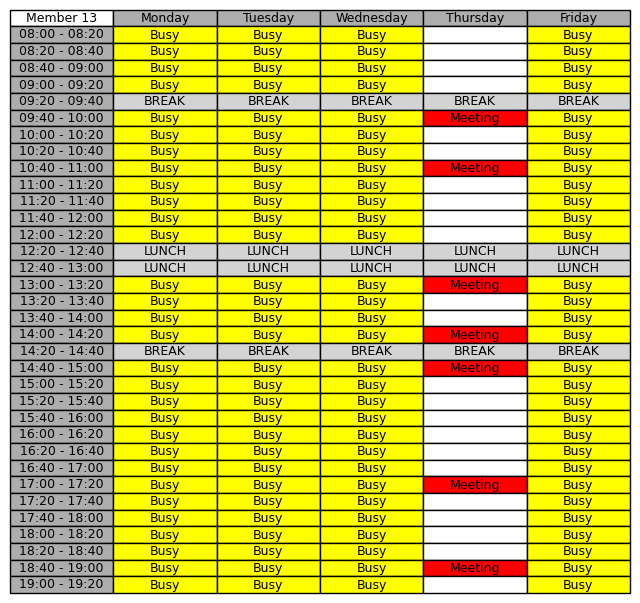 Member 13 Monday Tuesday Wednesday Thursday Friday
08:00 - 08:20 Busy Busy Busy Busy
08:20 - 08:40 Busy Busy Busy Busy
08:40 - 09:00 Busy Busy Busy Busy
09:00 - 09:20 Busy Busy Busy Busy
09:20 - 09:40 BREAK BREAK BREAK BREAK BREAK
09:40 - 10:00 Busy Busy Busy Meeting Busy
10:00 - 10:20 Busy Busy Busy Busy
10:20 - 10:40 Busy Busy Busy Busy
10:40 - 11:00 Busy Busy Busy Meeting Busy
11:00 - 11:20 Busy Busy Busy Busy
11:20 - 11:40 Busy Busy Busy Busy
11:40 - 12:00 Busy Busy Busy Busy
12:00 - 12:20 Busy Busy Busy Busy
12:20 - 12:40 LUNCH LUNCH LUNCH LUNCH LUNCH
12:40 - 13:00 LUNCH LUNCH LUNCH LUNCH LUNCH
13:00 - 13:20 Busy Busy Busy Meeting Busy
13:20 - 13:40 Busy Busy Busy Busy
13:40 - 14:00 Busy Busy Busy Busy
14:00 - 14:20 Busy Busy Busy Meeting Busy
14:20 - 14:40 BREAK BREAK BREAK BREAK BREAK
14:40 - 15:00 Busy Busy Busy Meeting Busy
15:00 - 15:20 Busy Busy Busy Busy
15:20 - 15:40 Busy Busy Busy Busy
15:40 - 16:00 Busy Busy Busy Busy
16:00 - 16:20 Busy Busy Busy Busy
16:20 - 16:40 Busy Busy Busy Busy
16:40 - 17:00 Busy Busy Busy Busy
17:00 - 17:20 Busy Busy Busy Meeting Busy
17:20 - 17:40 Busy Busy Busy Busy
17:40 - 18:00 Busy Busy Busy Busy
18:00 - 18:20 Busy Busy Busy Busy
18:20 - 18:40 Busy Busy Busy Busy
18:40 - 19:00 Busy Busy Busy Meeting Busy
19:00 - 19:20 Busy Busy Busy Busy